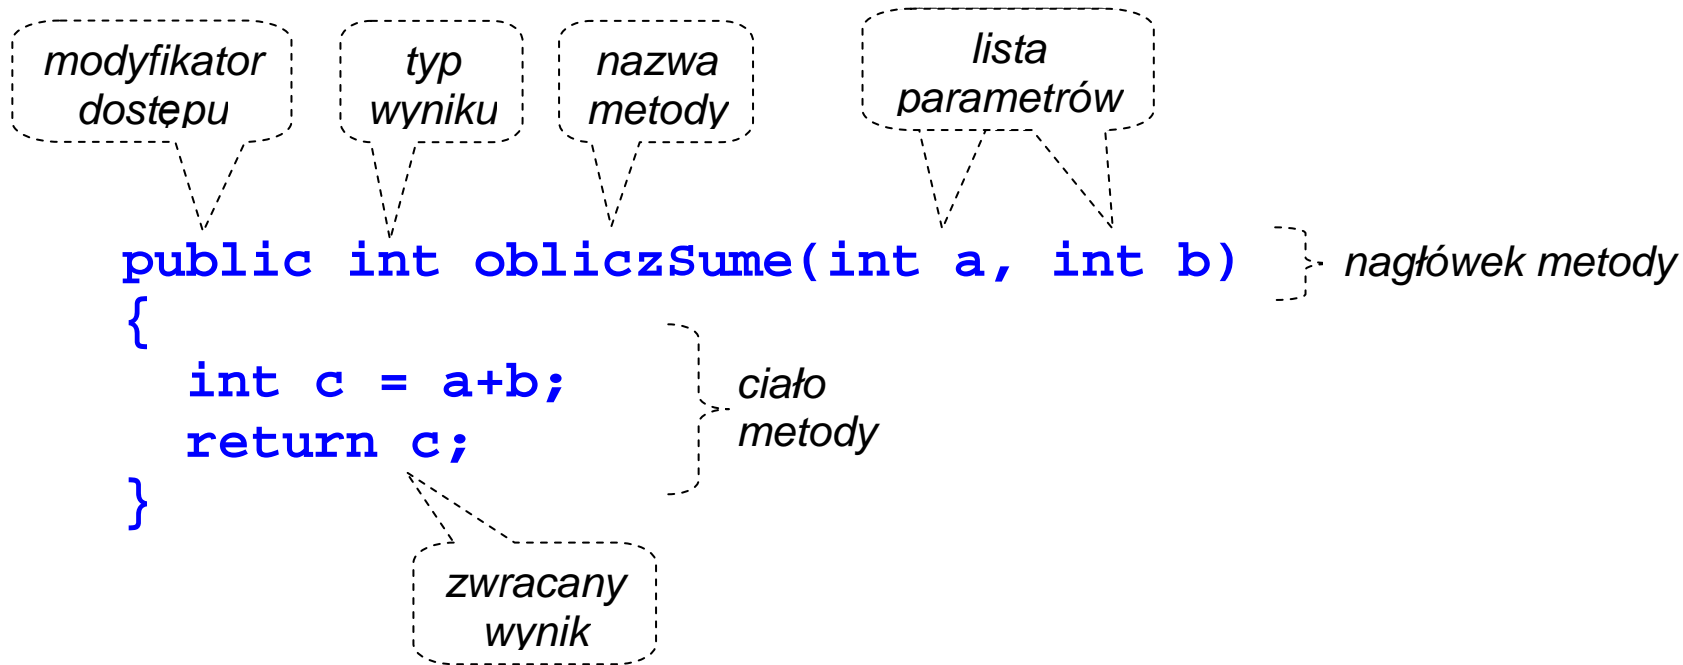 modyfikator
dostępu
typ
wyniku
nazwa
metody
lista
parametrów
public int obliczSume(int a, int b)
nagłówek metody
{
int c = a+b;
return c;
}
ciało
metody
zwracany
wynik